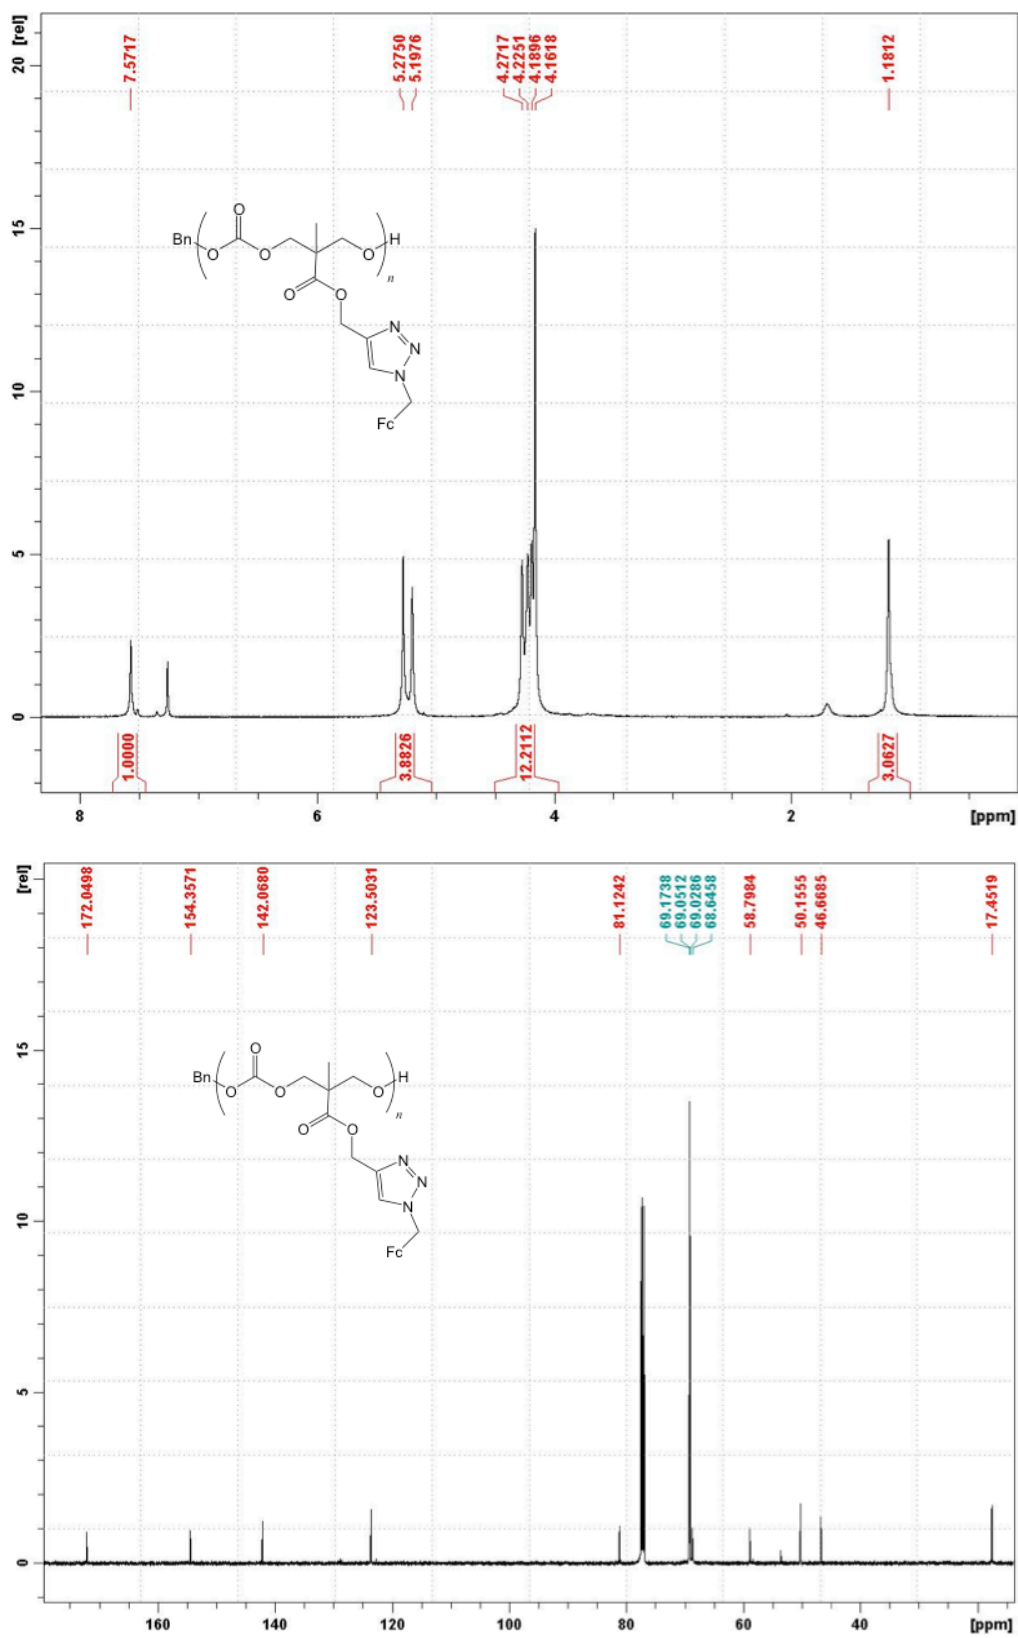 [rel]
7.5717
5.2750
5.1976
4.2717
4.2251
4.1896
4.1618
1.1812
20
15
10
5
0
Bn
O
O
O
O
H
n
O
O
N
N
N
Fc
1.0000
3.8826
12.2112
3.0627
8
6
4
2
[ppm]
[rel]
172.0498
154.3571
142.0680
123.5031
81.1242
69.1738
69.0512
69.0286
68.6458
58.7984
50.1555
46.6685
17.4519
15
10
5
0
Bn
O
O
O
O
H
n
O
O
N
N
N
Fc
160
140
120
100
80
60
40
[ppm]